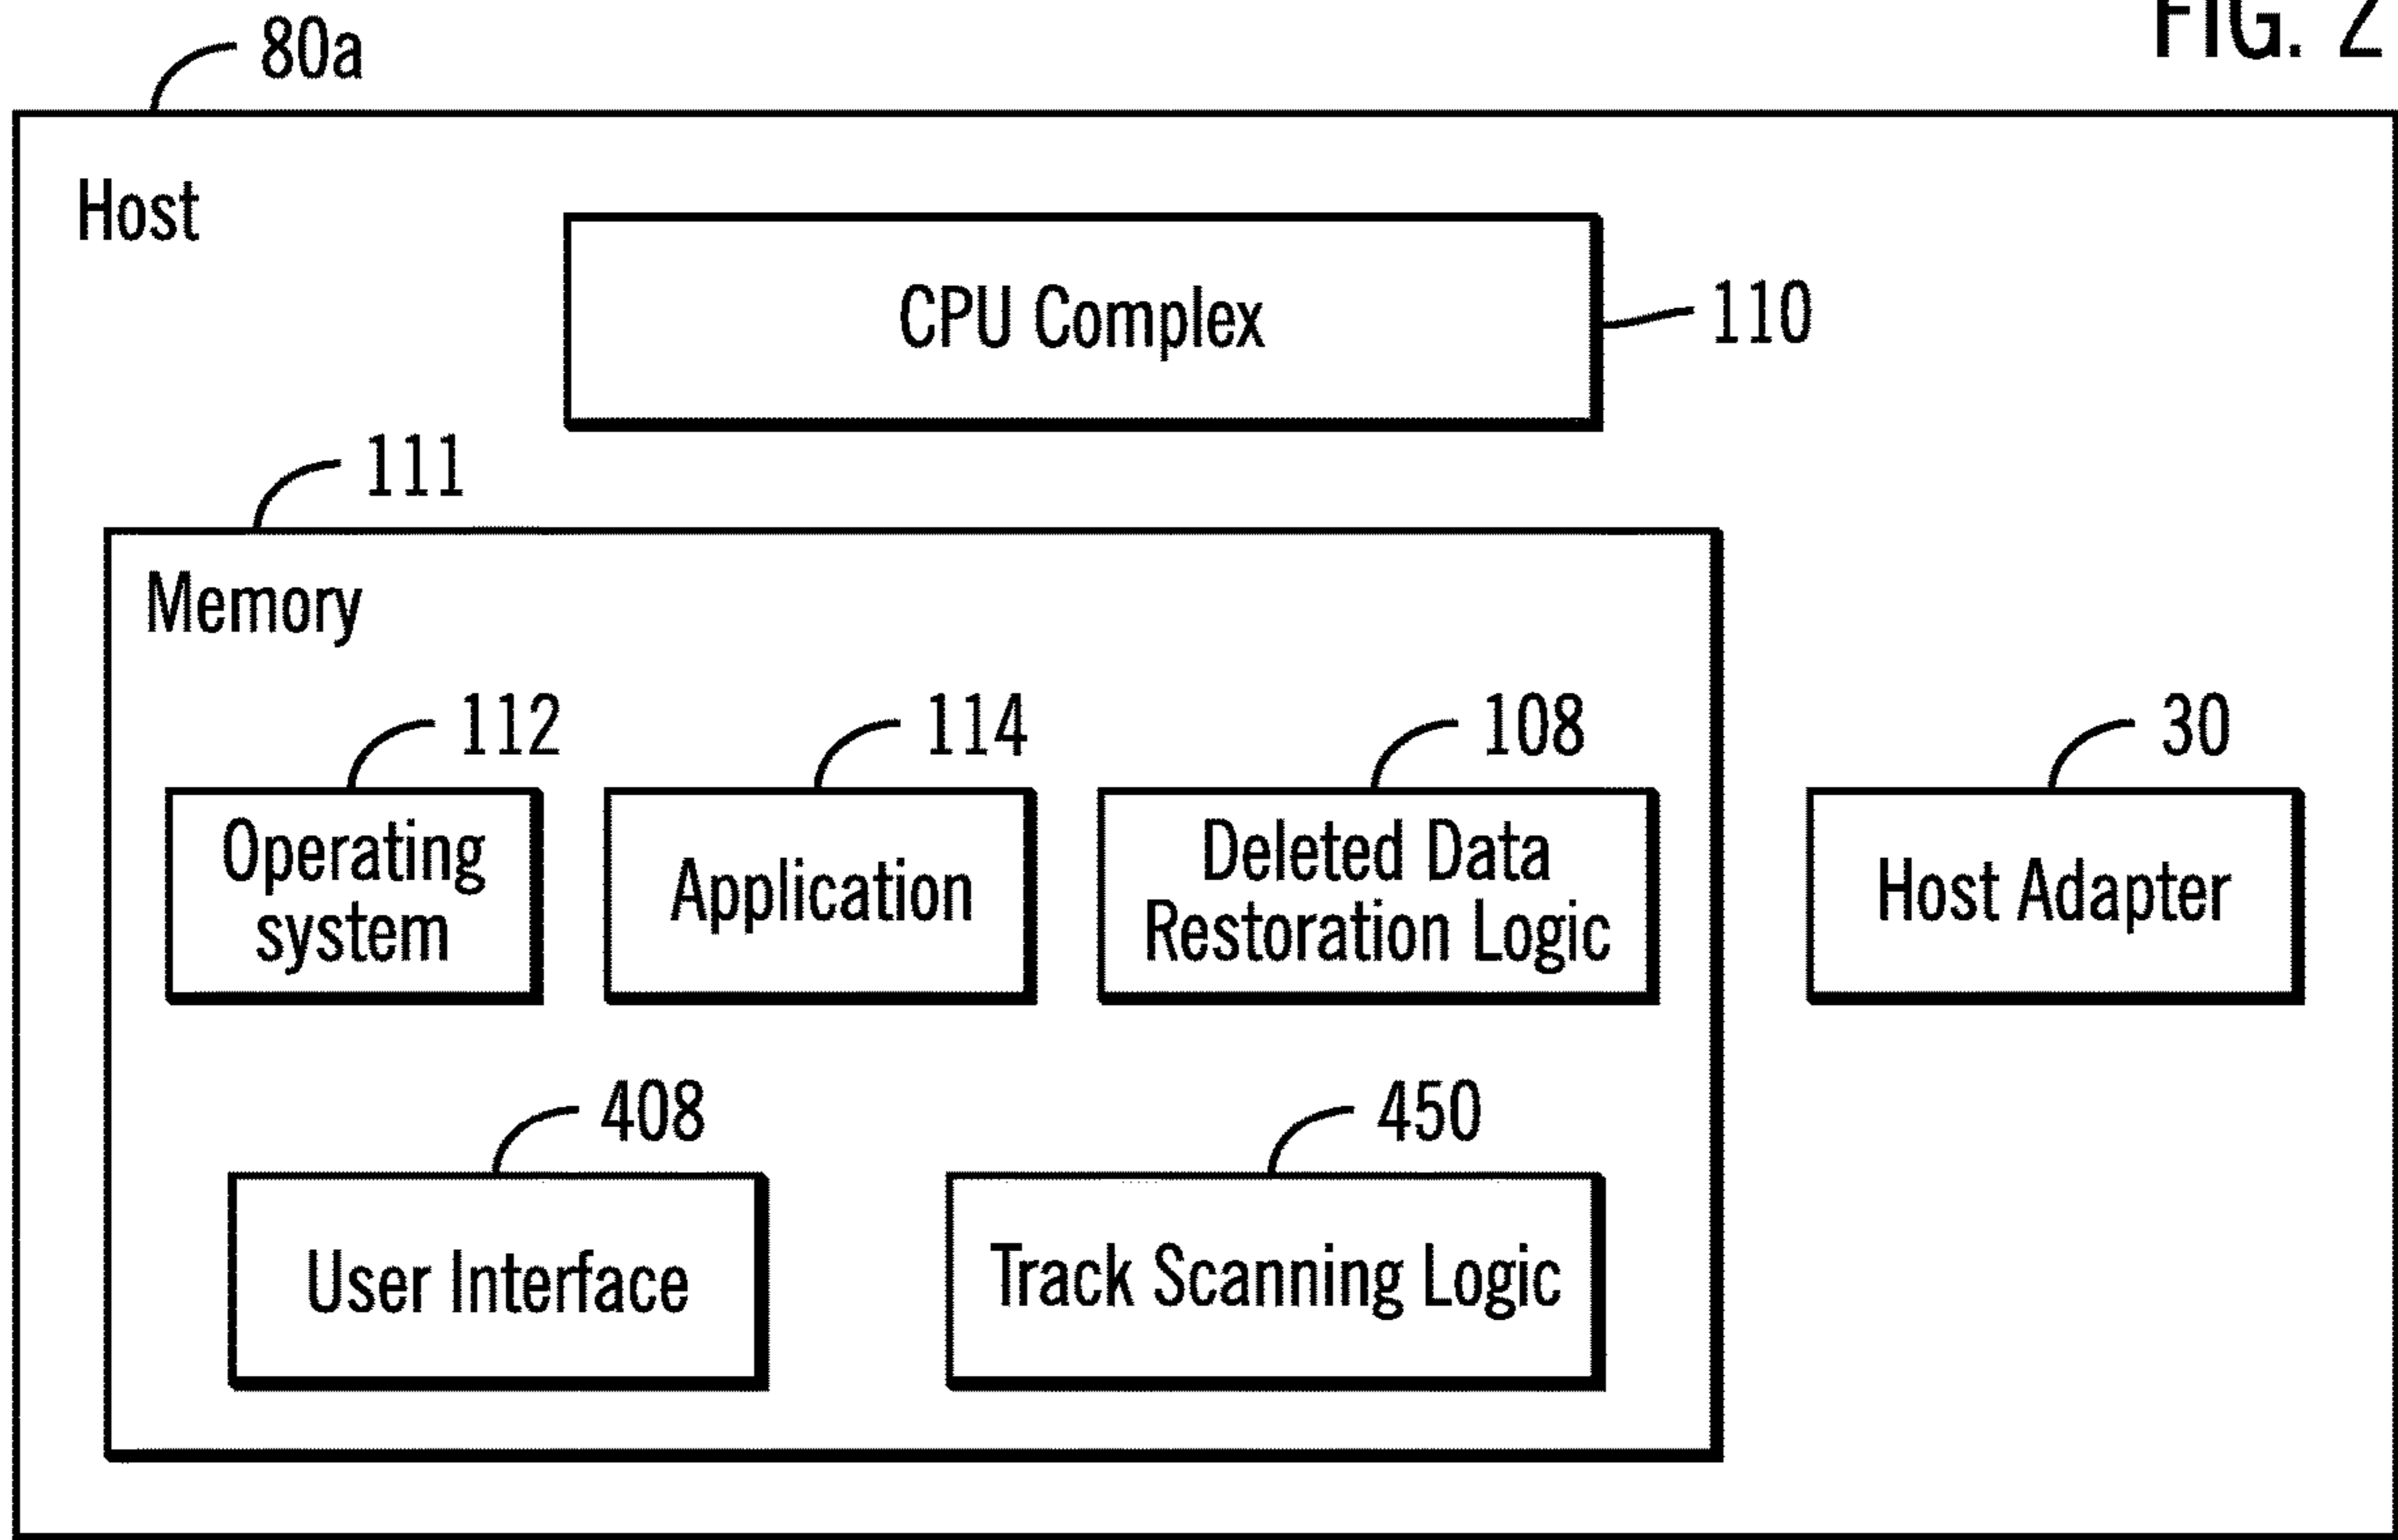 FIG. 2
80a
Host
CPU Complex
110
111
Memory
112
114
108
30
Operating
system
Application
Deleted Data
Restoration Logic
Host Adapter
408
450
User Interface
Track Scanning Logic